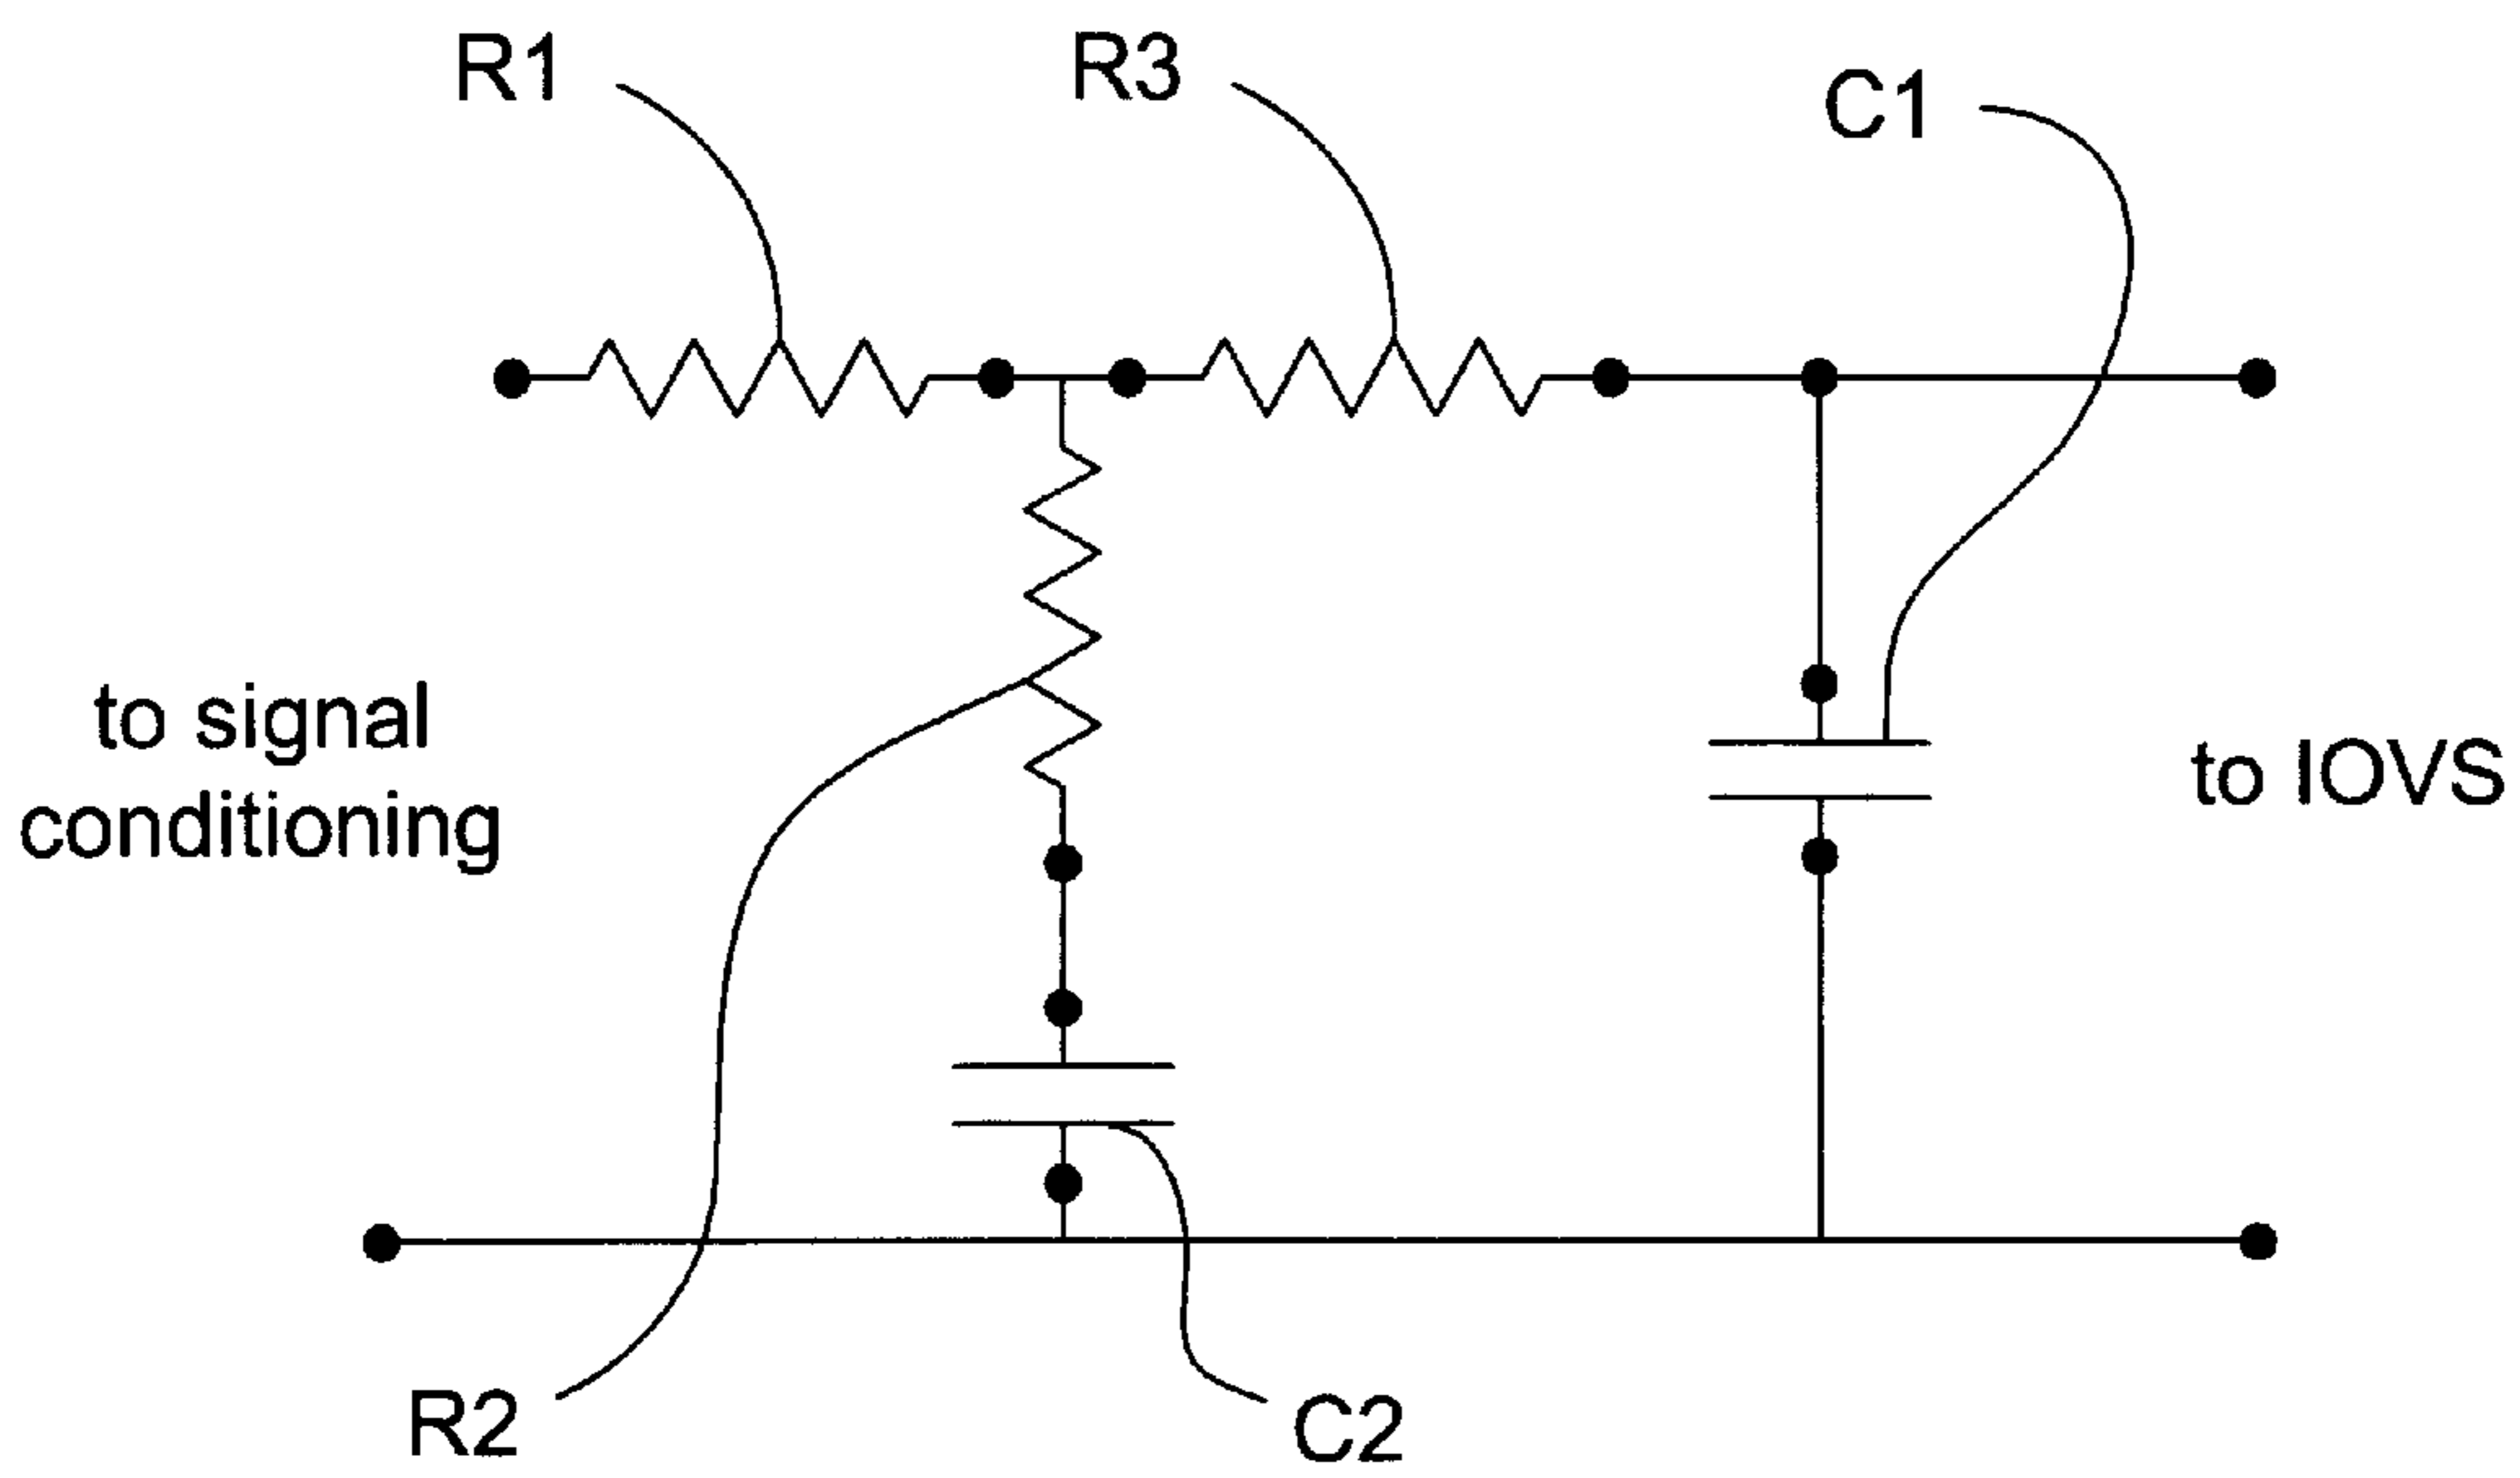 R1
R3
C1
to signal
conditioning
to IOVS
R2
C2